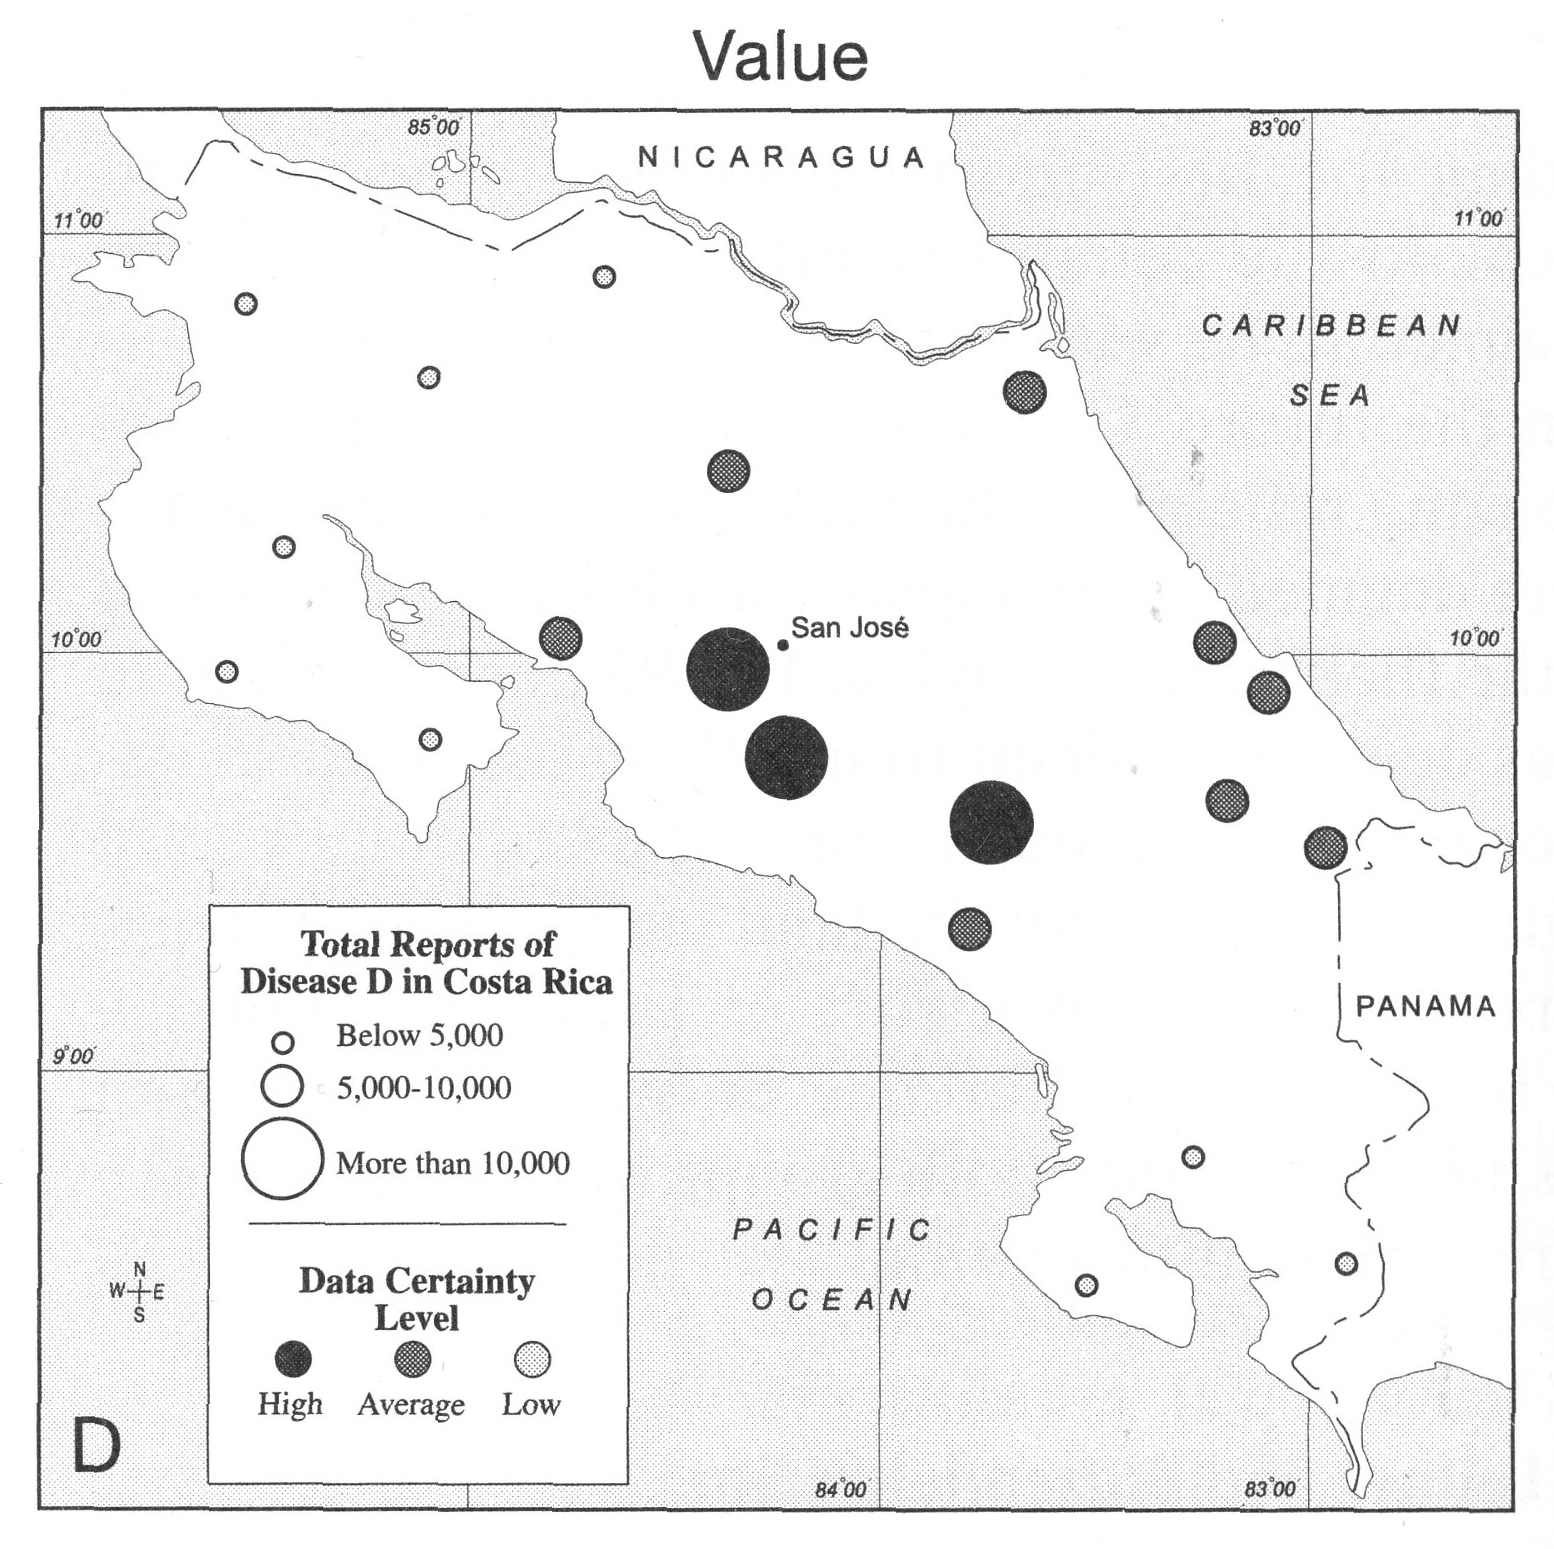 Value
85°00'
83°00'
NICARAGUA
11°00'
11°00'
CARIBBEAN
SEA
San José
10°00'
10°00'
Total Reports of
Disease D in Costa Rica
Below 5,000
5,000-10,000
More than 10,000
PANAMA
9°00'
Data Certainty
Level
High Average Low
N
W E
S
PACIFIC
OCEAN
D
84°00'
83°00'